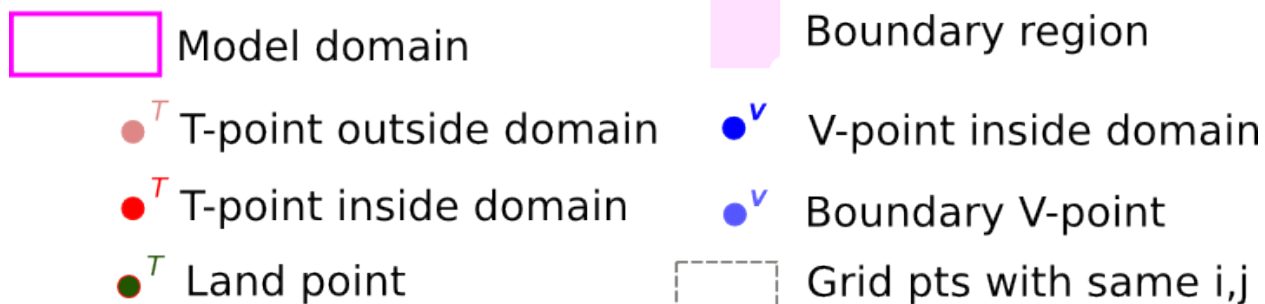 Model domain
Boundary region
T T-point outside domain
v V-point inside domain
T T-point inside domain
v Boundary V-point
T Land point
Grid pts with same i,j